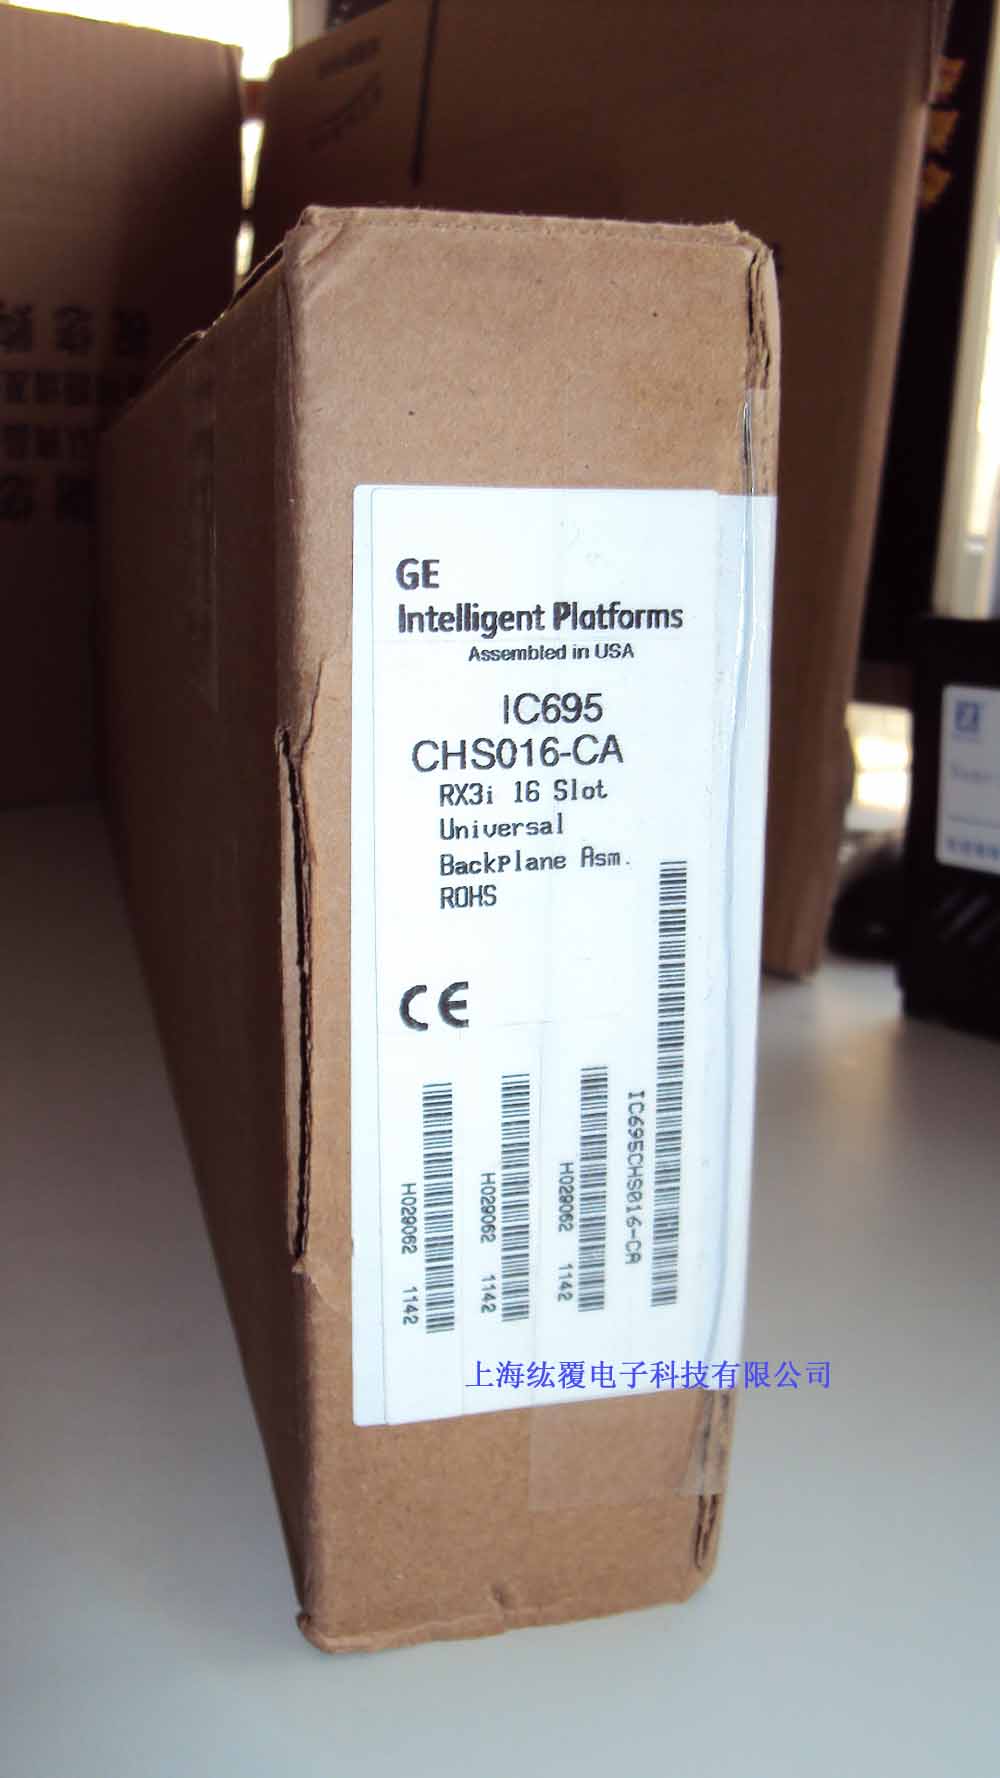 GE
Intelligent Platforms
Assembled in USA
IC695
CHS016-CA
RX3i 16 Slot
Universal
Backplane Asm.
ROHS
CE
H029062 1142
H029062 1142
H029062 1142
IC695CHS016-CA
上海纮覆电子科技有限公司